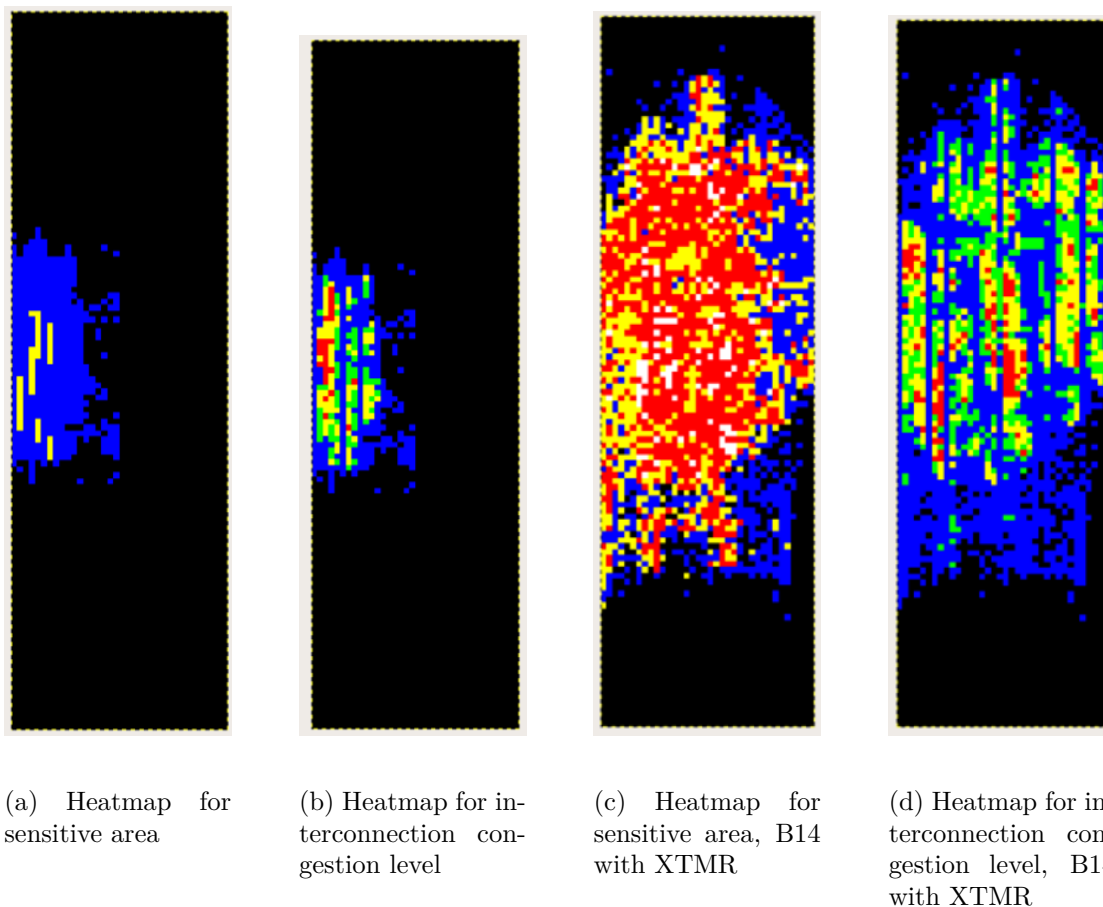 (a) Heatmap for
sensitive area
(b) Heatmap for in-
terconnection con-
gestion level
(c) Heatmap for
sensitive area, B14
with XTMR
(d) Heatmap for in-
terconnection con-
gestion level,
with XTMR